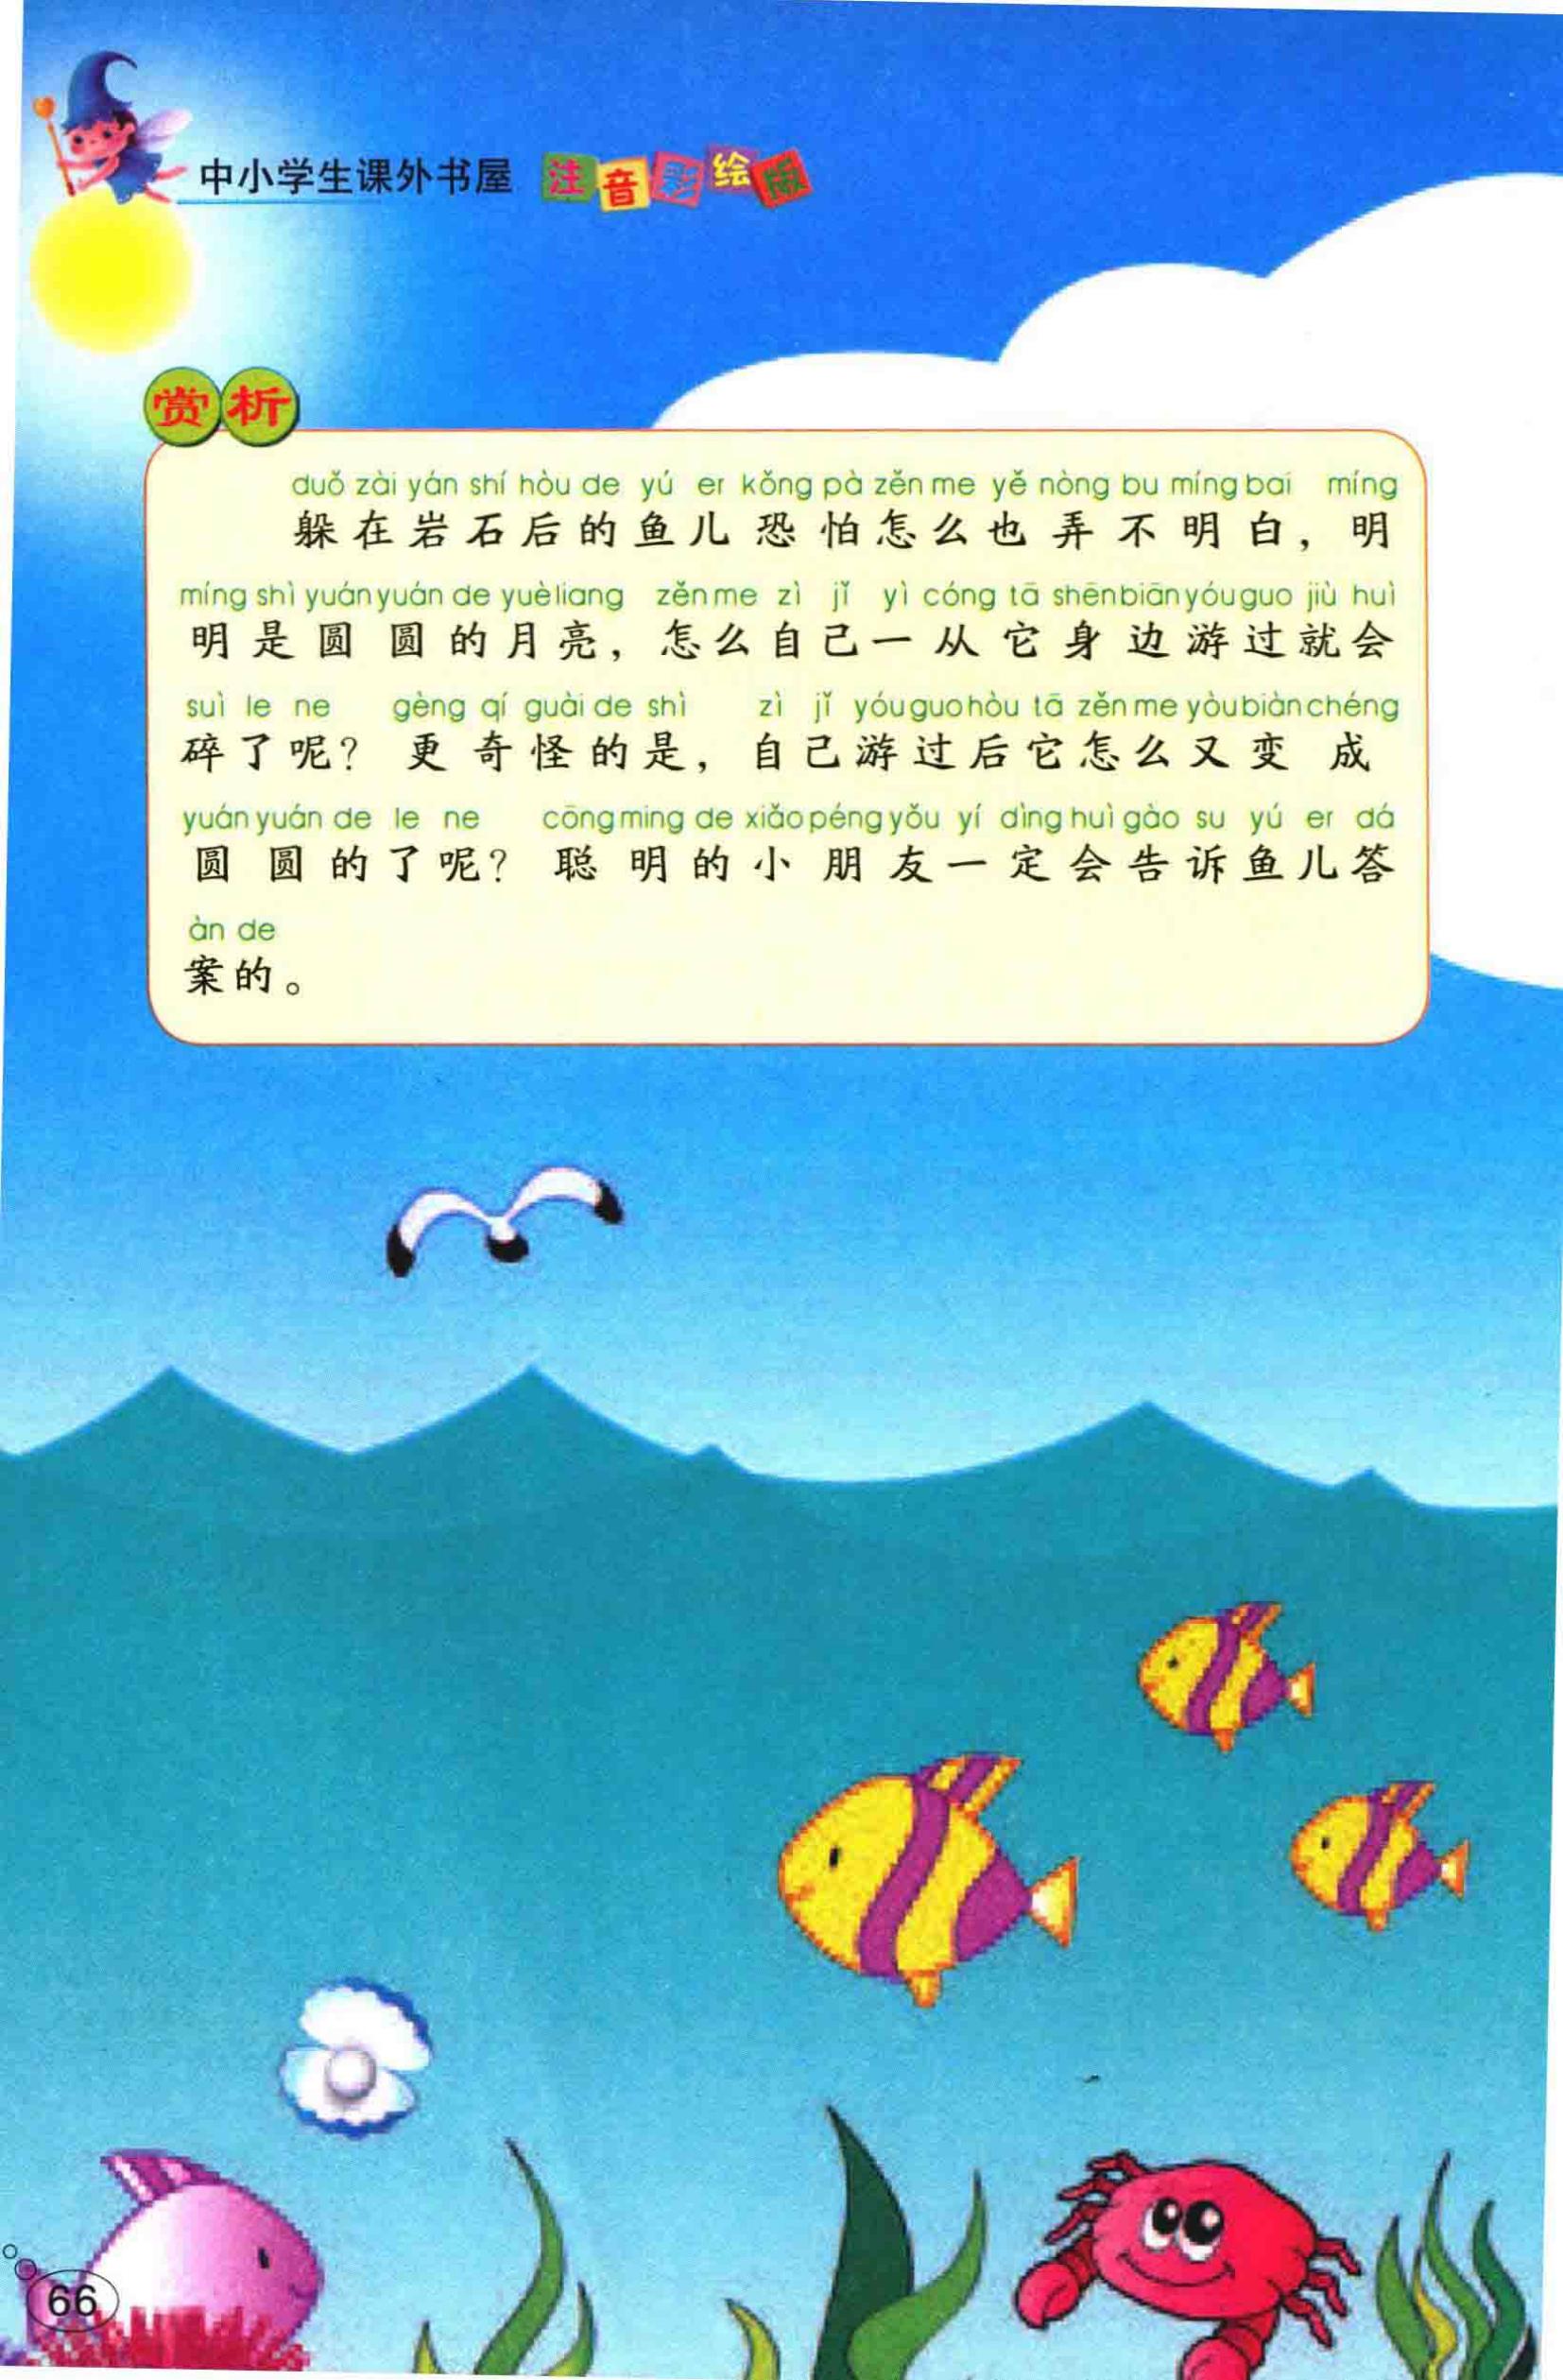 中小学生课外书屋 注音彩绘版
赏析
duǒ zài yán shí hòu de yú er kǒng pà zěn me yě nòng bu míng bai míng
躲在岩石后的鱼儿恐怕怎么也弄不明白，明
míng shì yuán yuán de yuè liang zěn me zì jǐ yì cóng tā shēn biān yóu guo jiù huì
明是圆圆的月亮，怎么自己一从它身边游过就会
suì le ne gèng qí guài de shì zì jǐ yóu guo hòu tā zěn me yòu biàn chéng
碎了呢？更奇怪的是，自己游过后它怎么又变成
yuán yuán de le ne cōng ming de xiǎo péng yǒu yí dìng huì gào su yú er dá
圆圆的了呢？聪明的小朋友一定会告诉鱼儿答
àn de
案的。
66